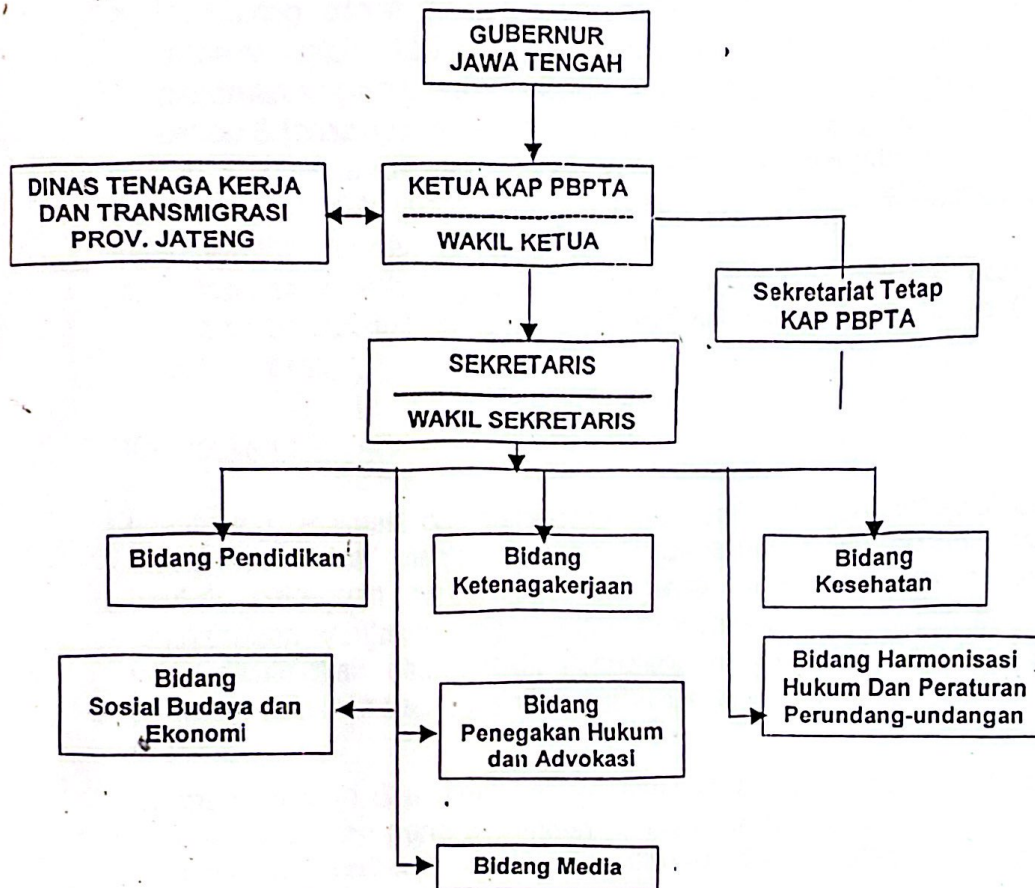 GUBERNUR
JAWA TENGAH
DINAS TENAGA KERJA
DAN TRANSMIGRASI
PROV. JATENG
KETUA KAP PBPTA
WAKIL KETUA
Sekretariat Tetap
KAP PBPTA
SEKRETARIS
WAKIL SEKRETARIS
Bidang Pendidikan
Bidang
Ketenagakerjaan
Bidang
Kesehatan
Bidang
Sosial Budaya dan
Ekonomi
Bidang
Penegakan Hukum
dan Advokasi
Bidang Harmonisasi
Hukum Dan Peraturan
Perundang-undangan
Bidang Media